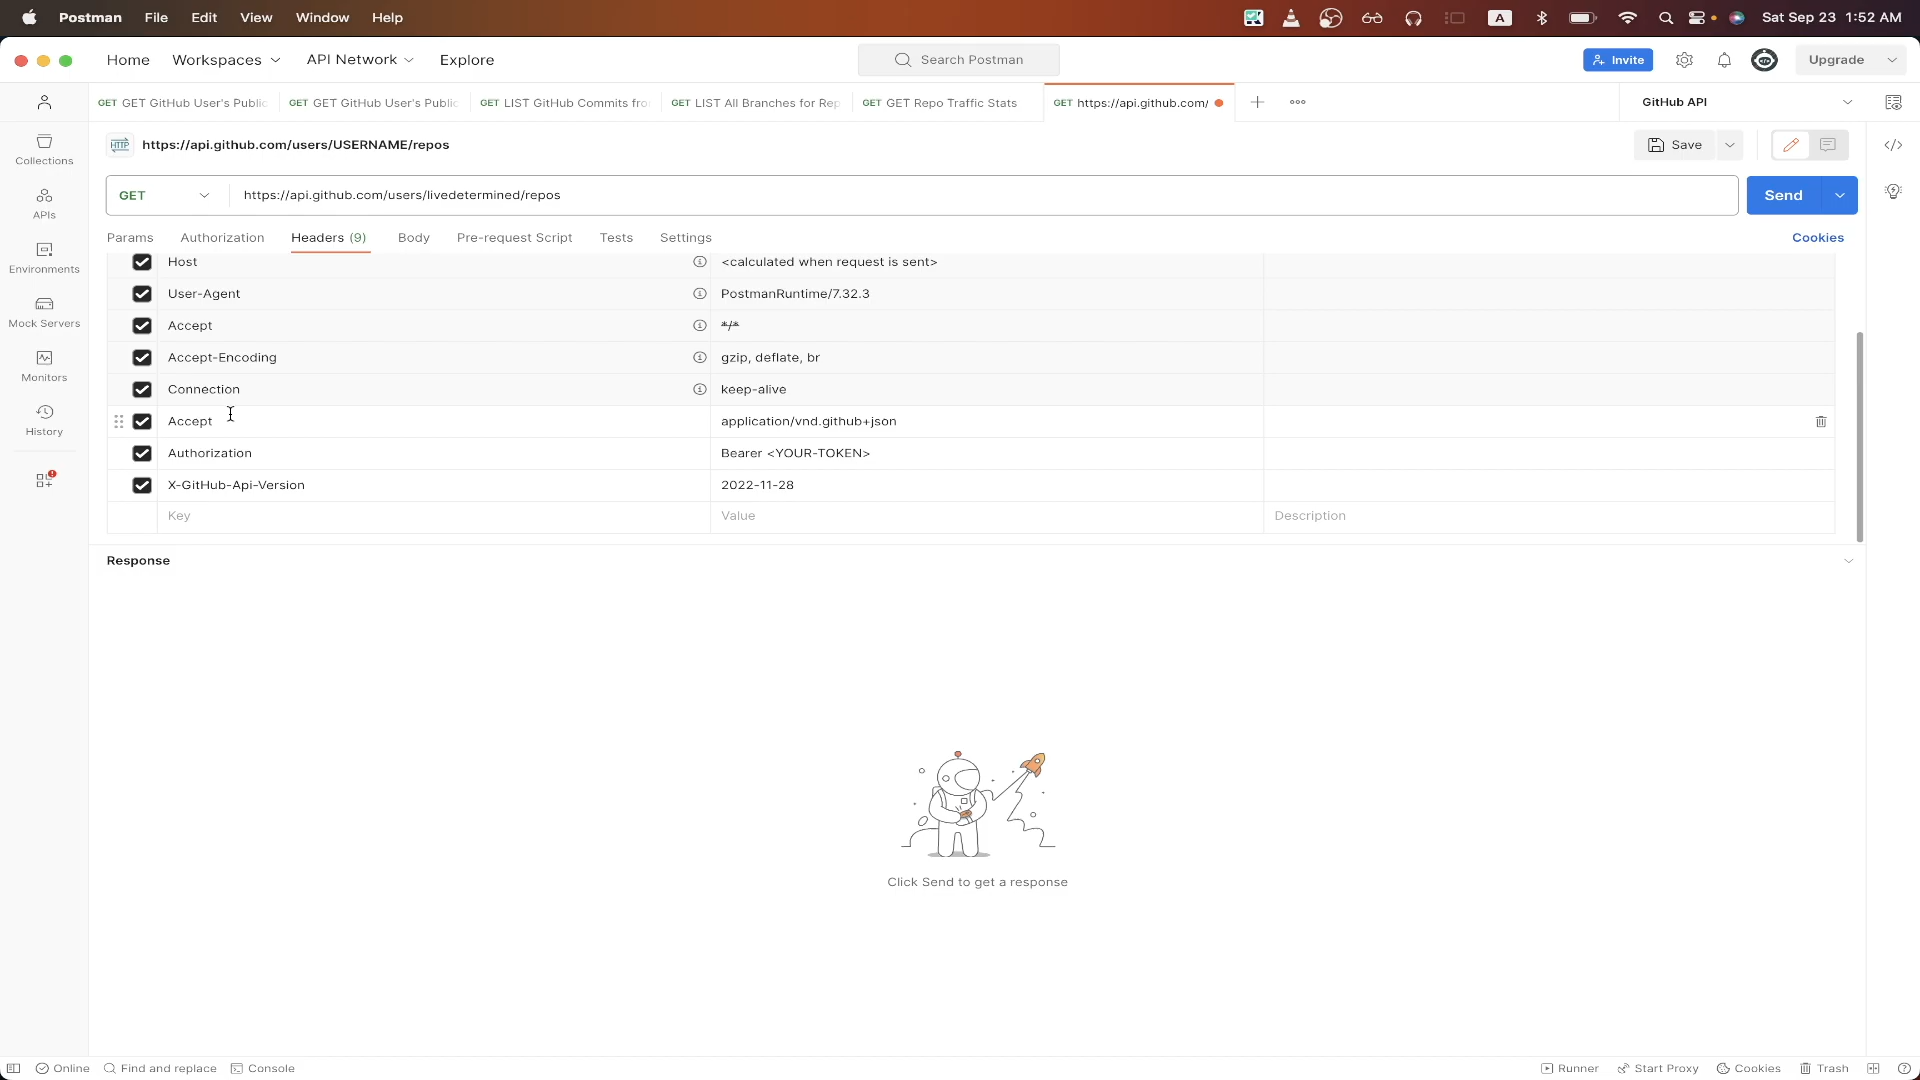 Postman File Edit View Window Help A Sat Sep 23 1:52 AM
Home Workspaces API Network Explore Search Postman Invite Upgrade
GET GET GitHub User's Public GET GET GitHub User's Public GET LIST GitHub Commits fro GET LIST All Branches for Rep GET GET Repo Traffic Stats GET https://api.github.com/ GitHub API
HTTP https://api.github.com/users/USERNAME/repos Save
GET https://api.github.com/users/livedetermined/repos Send
Params Authorization Headers (9) Body Pre-request Script Tests Settings Cookies
Collections
APIs
Environments
Mock Servers
Monitors
History
Host <calculated when request is sent>
User-Agent PostmanRuntime/7.32.3
Accept */*
Accept-Encoding gzip, deflate, br
Connection keep-alive
Accept application/vnd.github+json
Authorization Bearer <YOUR-TOKEN>
X-GitHub-Api-Version 2022-11-28
Key Value Description
Response
Click Send to get a response
Online Find and replace Console Runner Start Proxy Cookies Trash